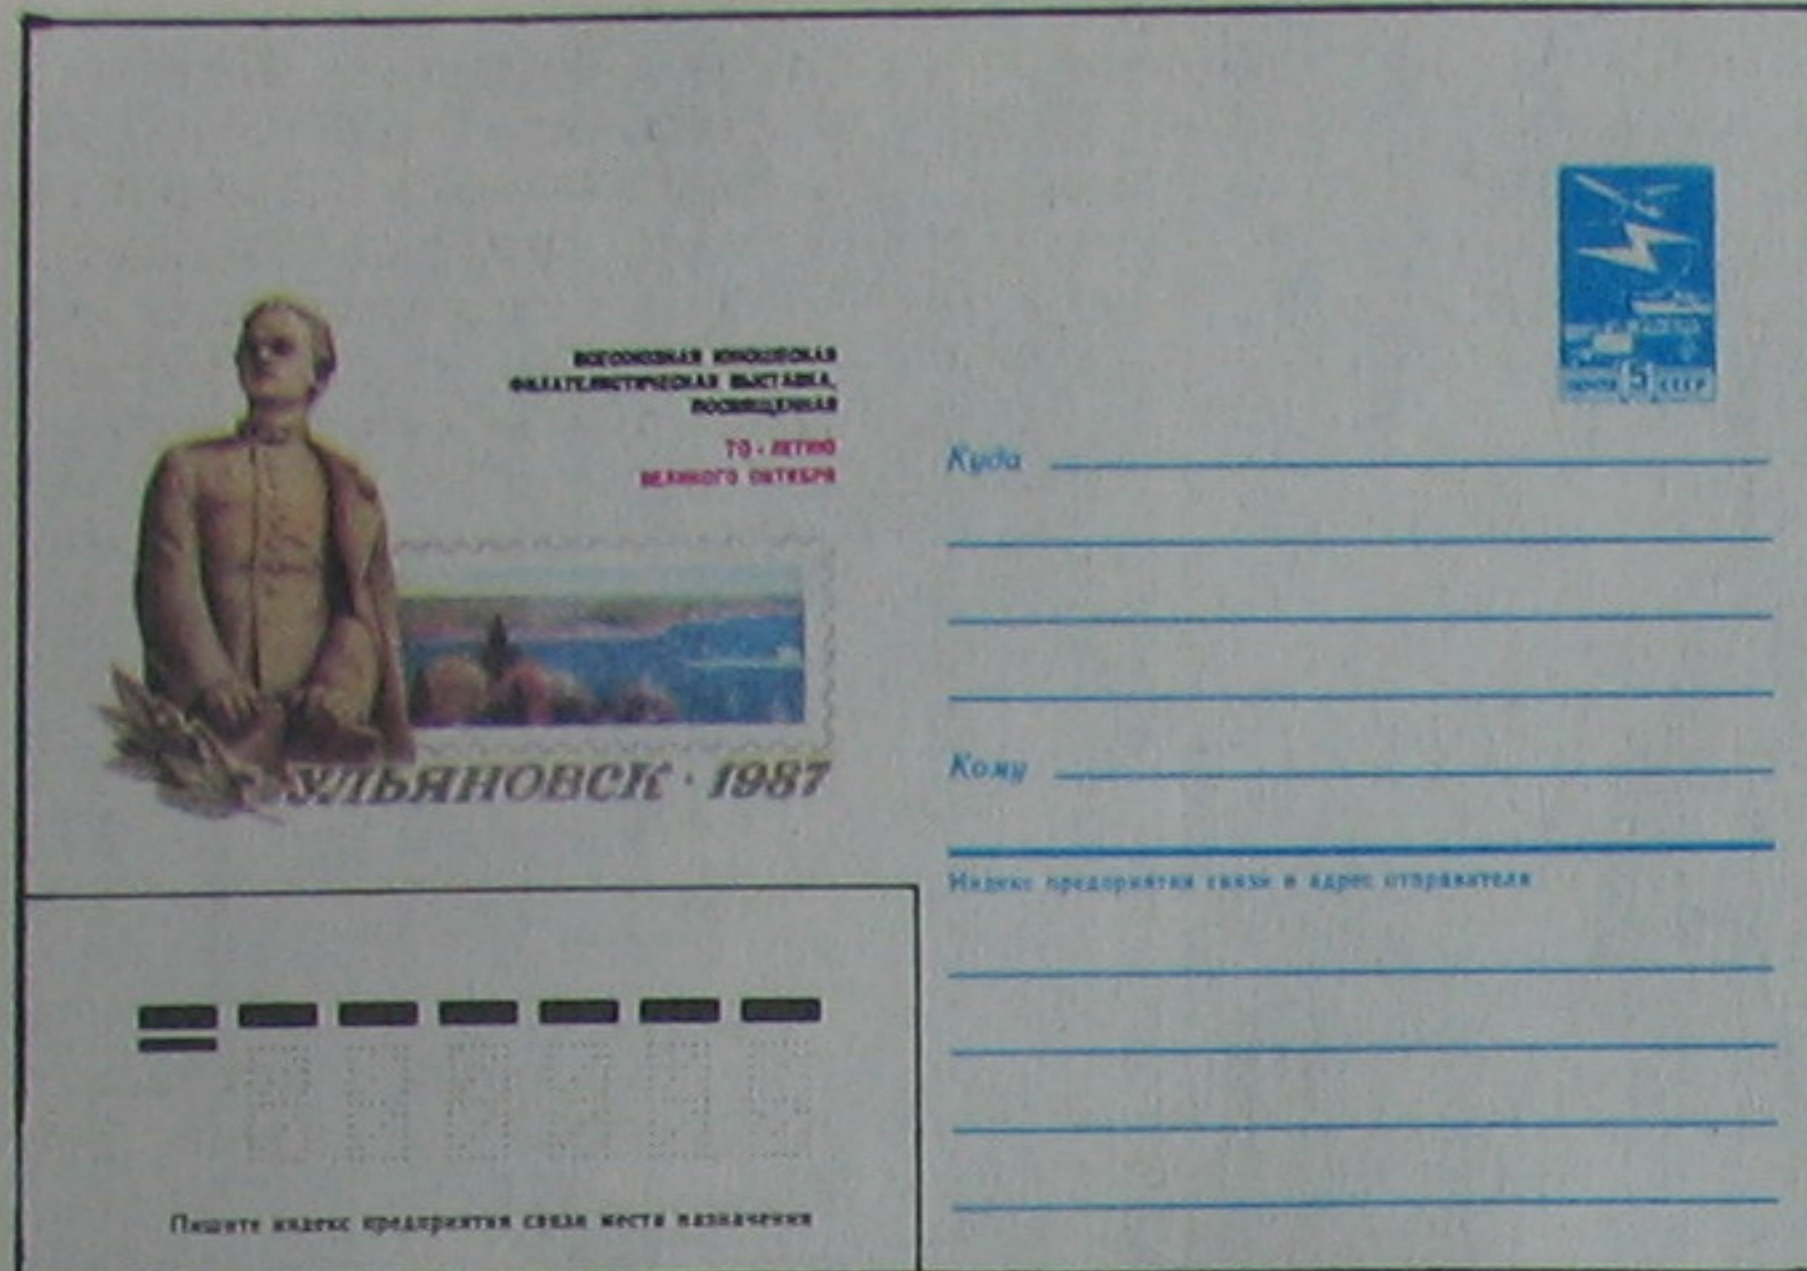 ВСЕСОЮЗНАЯ ЮНОШЕСКАЯ
ФИЛАТЕЛИСТИЧЕСКАЯ ВЫСТАВКА,
ПОСВЯЩЕННАЯ
70-ЛЕТИЮ
ВЕЛИКОГО ОКТЯБРЯ
УЛЬЯНОВСК · 1987
ПОЧТА 5 СССР
Куда
Кому
Индекс предприятия связи и адрес отправителя
Пишите индекс предприятия связи места назначения